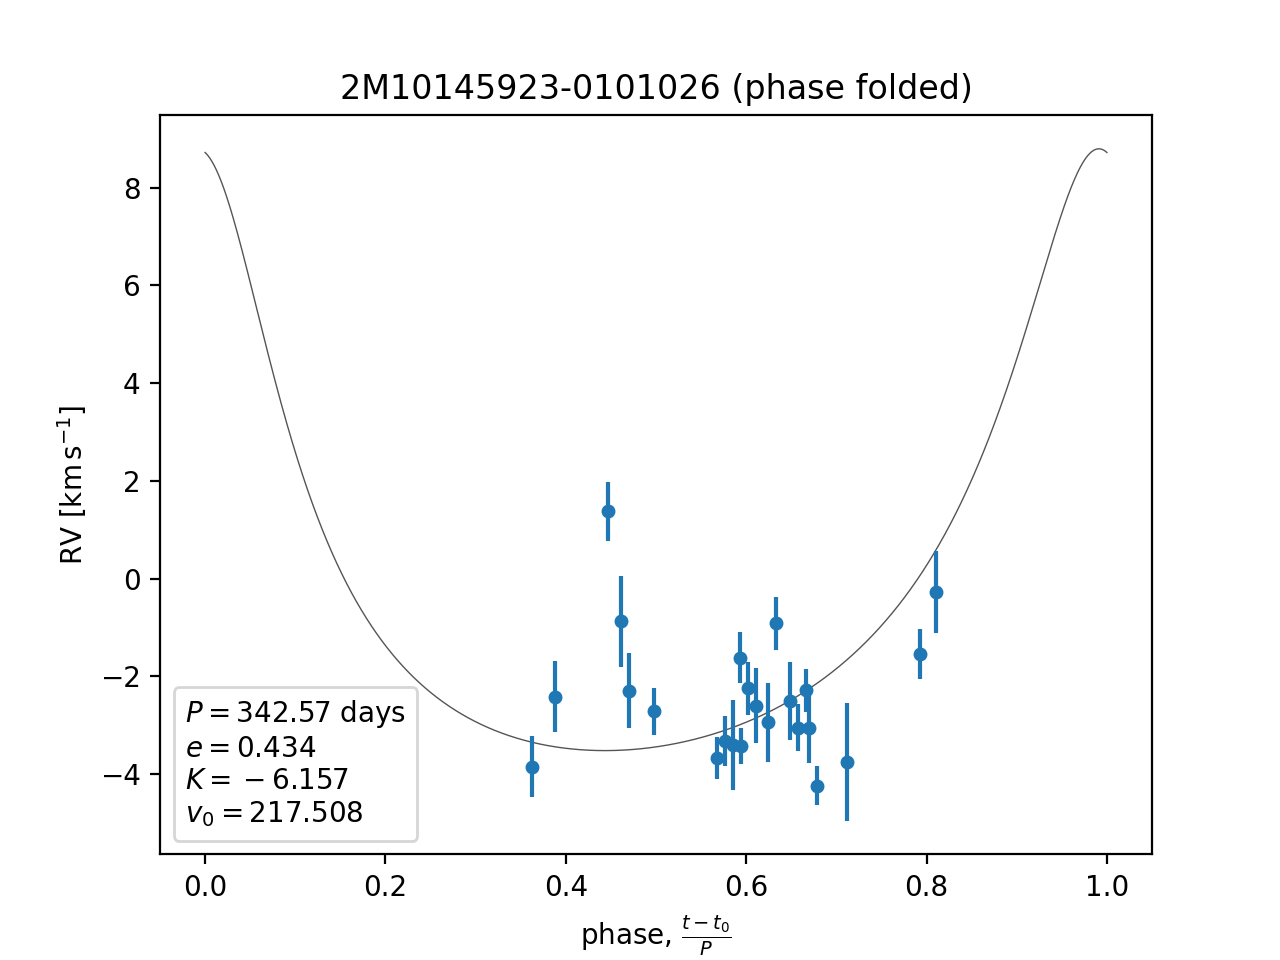 2M10145923-0101026 (phase folded)
RV [km s⁻¹]
8
6
4
2
0
−2
−4
P = 342.57 days
e = 0.434
K = −6.157
v₀ = 217.508
0.0 0.2 0.4 0.6 0.8 1.0
phase, (t − t₀)/P